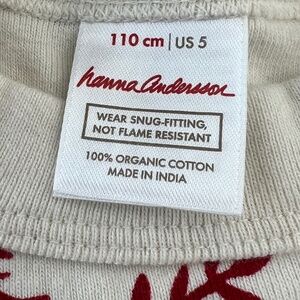 110 cm | US 5
hanna andersson
WEAR SNUG-FITTING,
NOT FLAME RESISTANT
100% ORGANIC COTTON
MADE IN INDIA